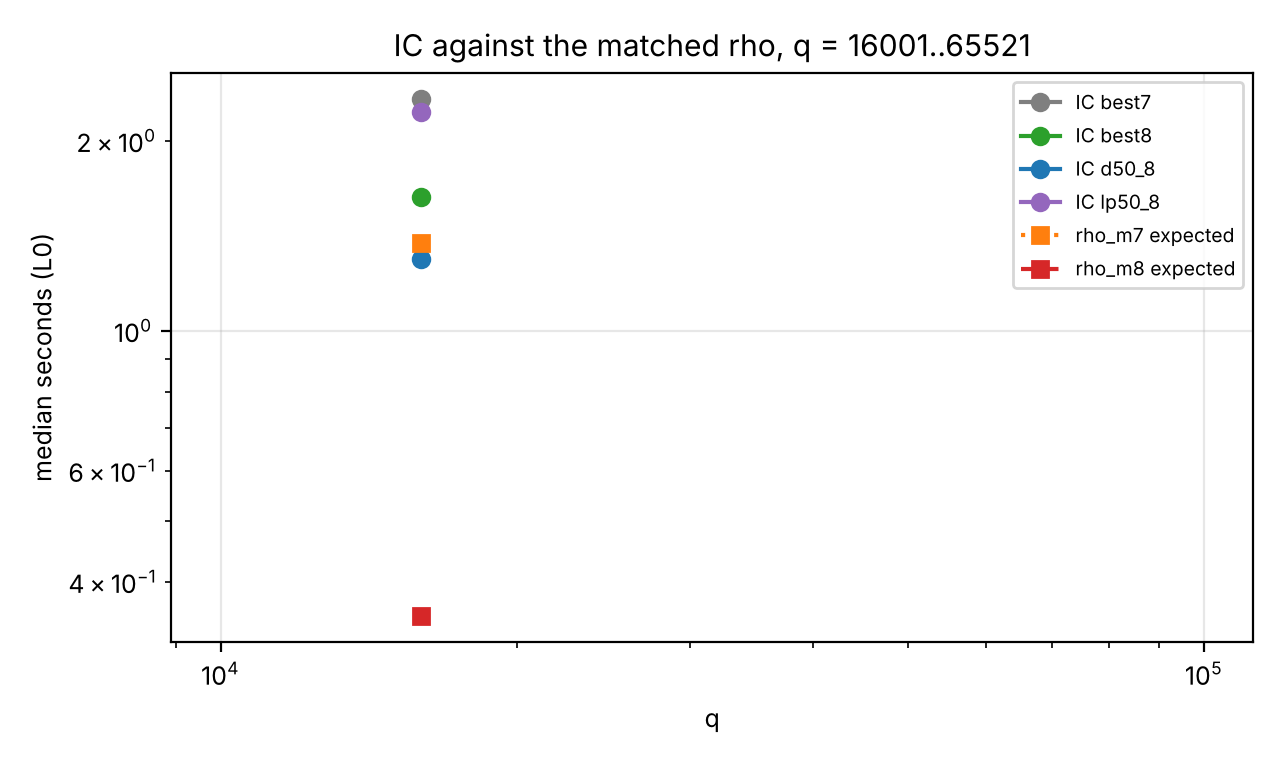 IC against the matched rho, q = 16001..65521
median seconds (L0)
2 × 10⁰
10⁰
6 × 10⁻¹
4 × 10⁻¹
IC best7
IC best8
IC d50_8
IC lp50_8
rho_m7 expected
rho_m8 expected
10⁴
10⁵
q